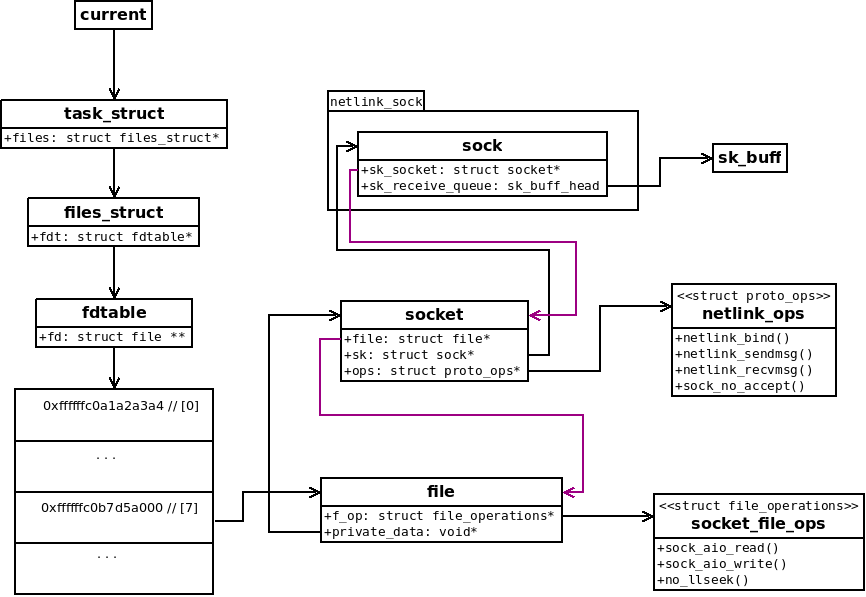 current
task_struct
+files: struct files_struct*
files_struct
+fdt: struct fdtable*
fdtable
+fd: struct file **
0xffffffc0a1a2a3a4 // [0]
. . .
0xffffffc0b7d5a000 // [7]
. . .
netlink_sock
sock
+sk_socket: struct socket*
+sk_receive_queue: sk_buff_head
sk_buff
socket
+file: struct file*
+sk: struct sock*
+ops: struct proto_ops*
<<struct proto_ops>>
netlink_ops
+netlink_bind()
+netlink_sendmsg()
+netlink_recvmsg()
+sock_no_accept()
file
+f_op: struct file_operations*
+private_data: void*
<<struct file_operations>>
socket_file_ops
+sock_aio_read()
+sock_aio_write()
+no_llseek()